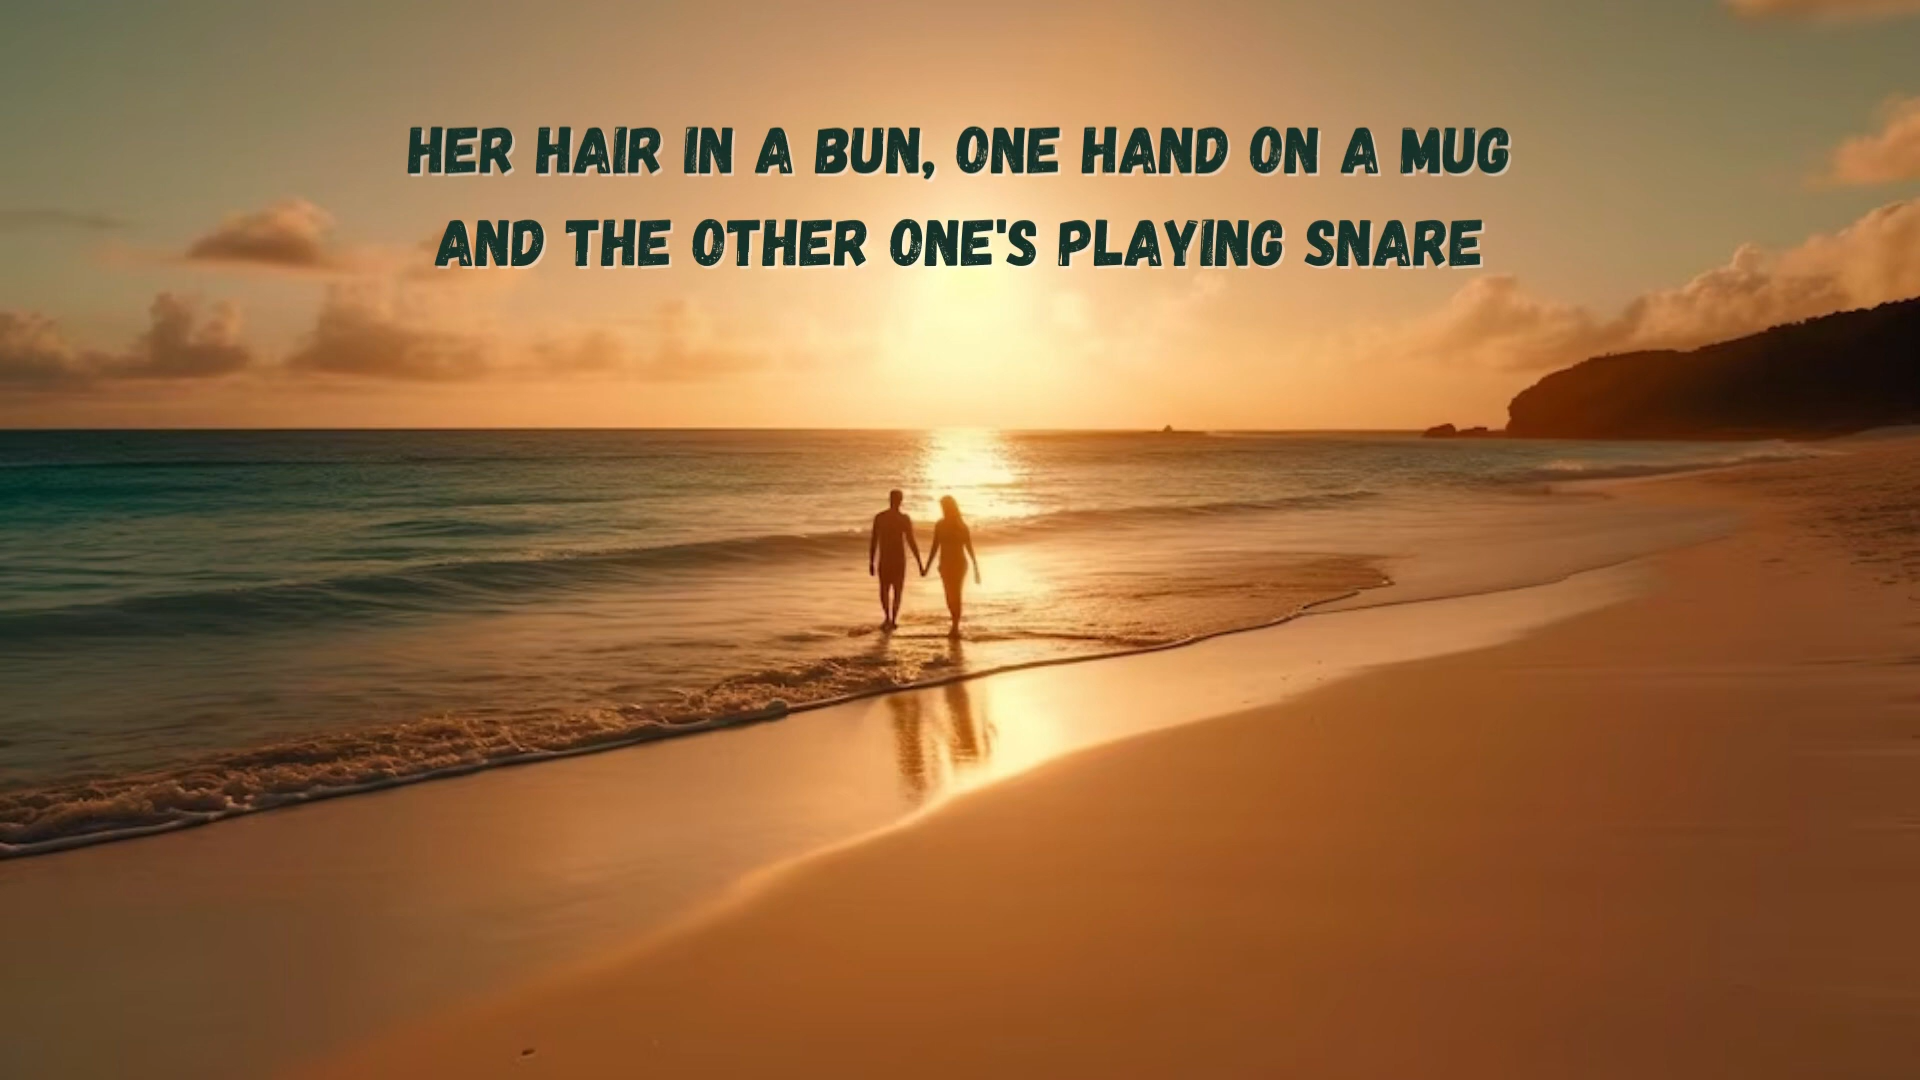 HER HAIR IN A BUN, ONE HAND ON A MUG
AND THE OTHER ONE'S PLAYING SNARE